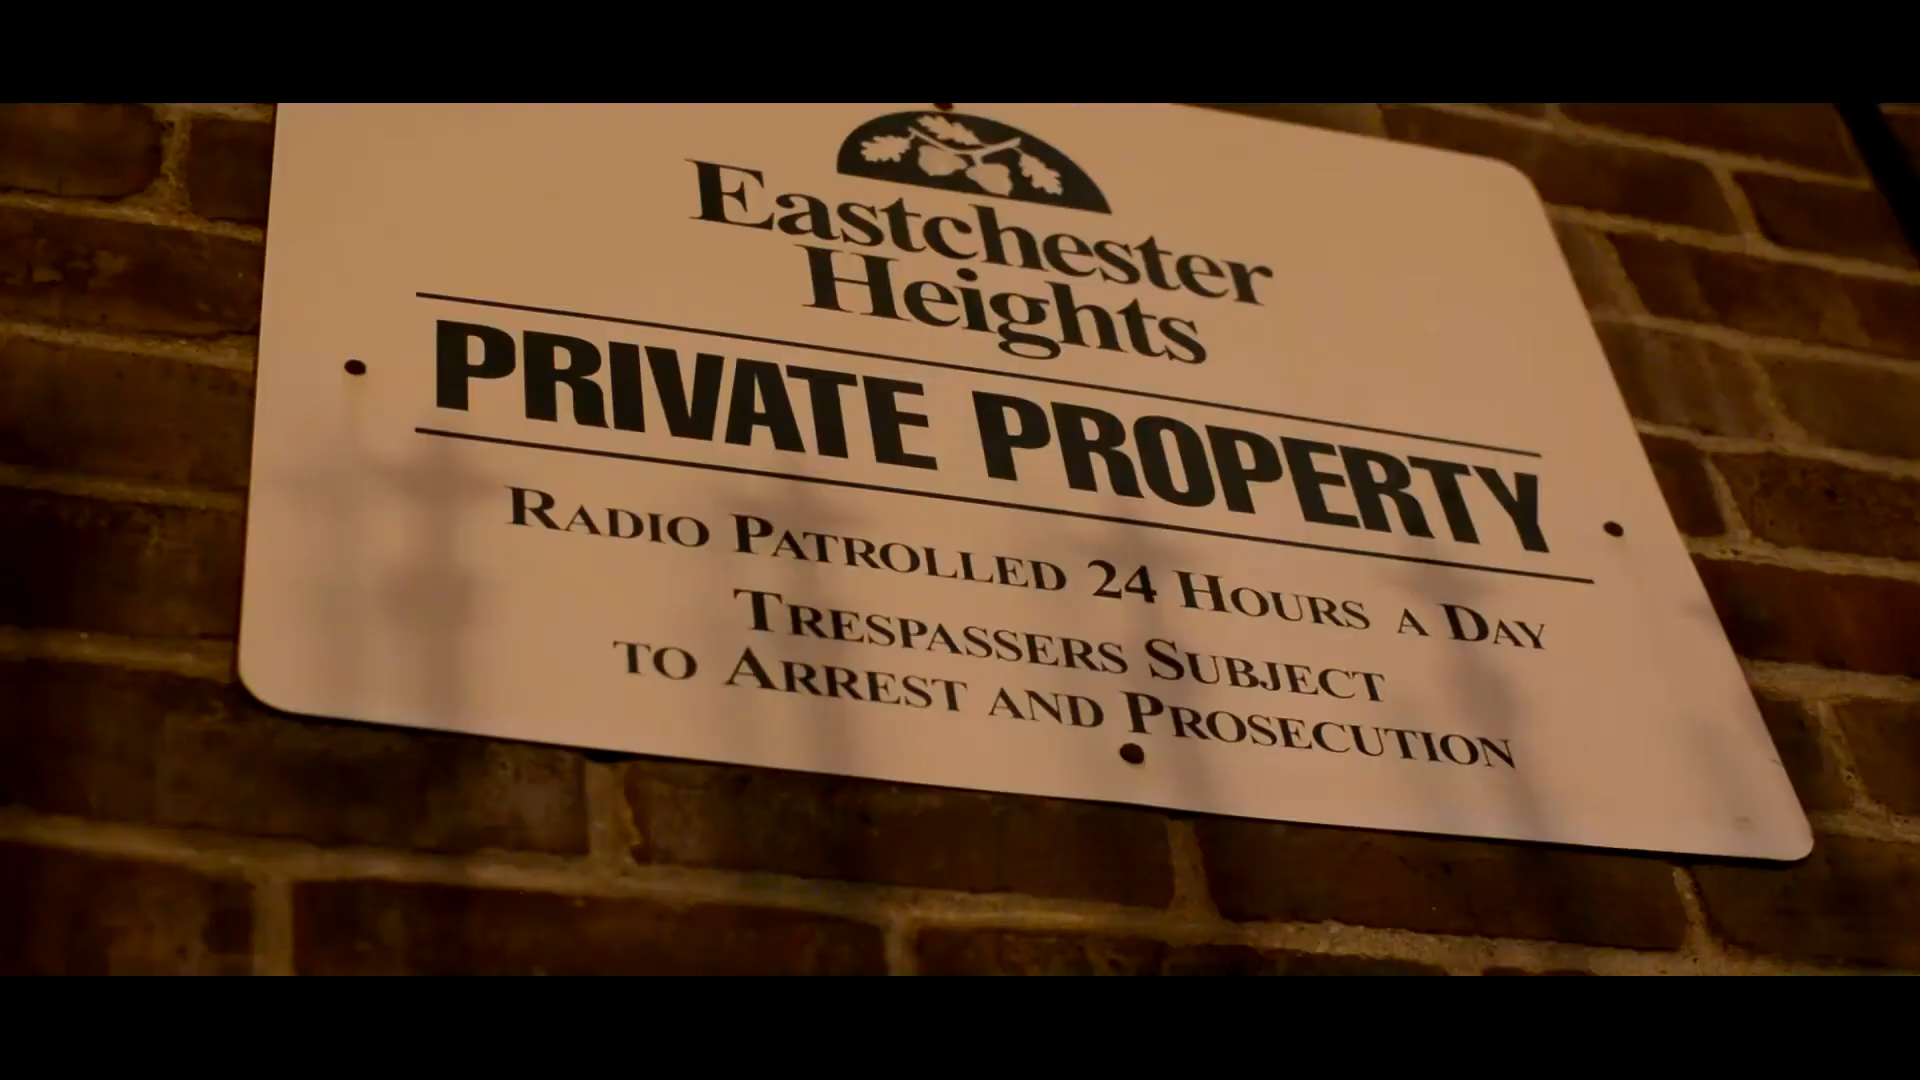 Eastchester
Heights
PRIVATE PROPERTY
RADIO PATROLLED 24 HOURS A DAY
TRESPASSERS SUBJECT
TO ARREST AND PROSECUTION